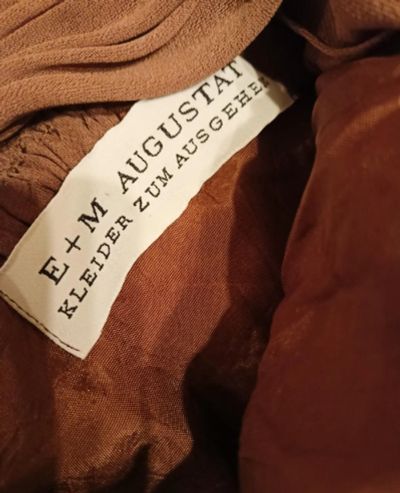 E + M AUGUSTAT
KLEIDER ZUM AUSGEHEN